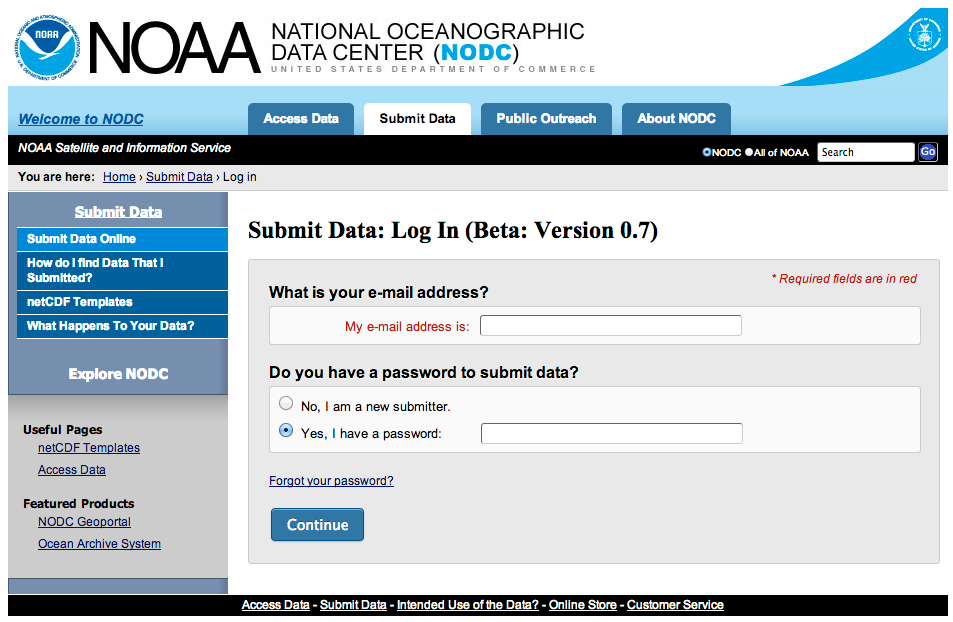 NOAA
NATIONAL OCEANOGRAPHIC
DATA CENTER (NODC)
UNITED STATES DEPARTMENT OF COMMERCE
Welcome to NODC
Access Data
Submit Data
Public Outreach
About NODC
NOAA Satellite and Information Service
NODC All of NOAA
Search
Go
You are here: Home › Submit Data › Log in
Submit Data
Submit Data Online
How do I find Data That I
Submitted?
netCDF Templates
What Happens To Your Data?
Explore NODC
Useful Pages
netCDF Templates
Access Data
Featured Products
NODC Geoportal
Ocean Archive System
Submit Data: Log In (Beta: Version 0.7)
* Required fields are in red
What is your e-mail address?
My e-mail address is:
Do you have a password to submit data?
No, I am a new submitter.
Yes, I have a password:
Forgot your password?
Continue
Access Data - Submit Data - Intended Use of the Data? - Online Store - Customer Service